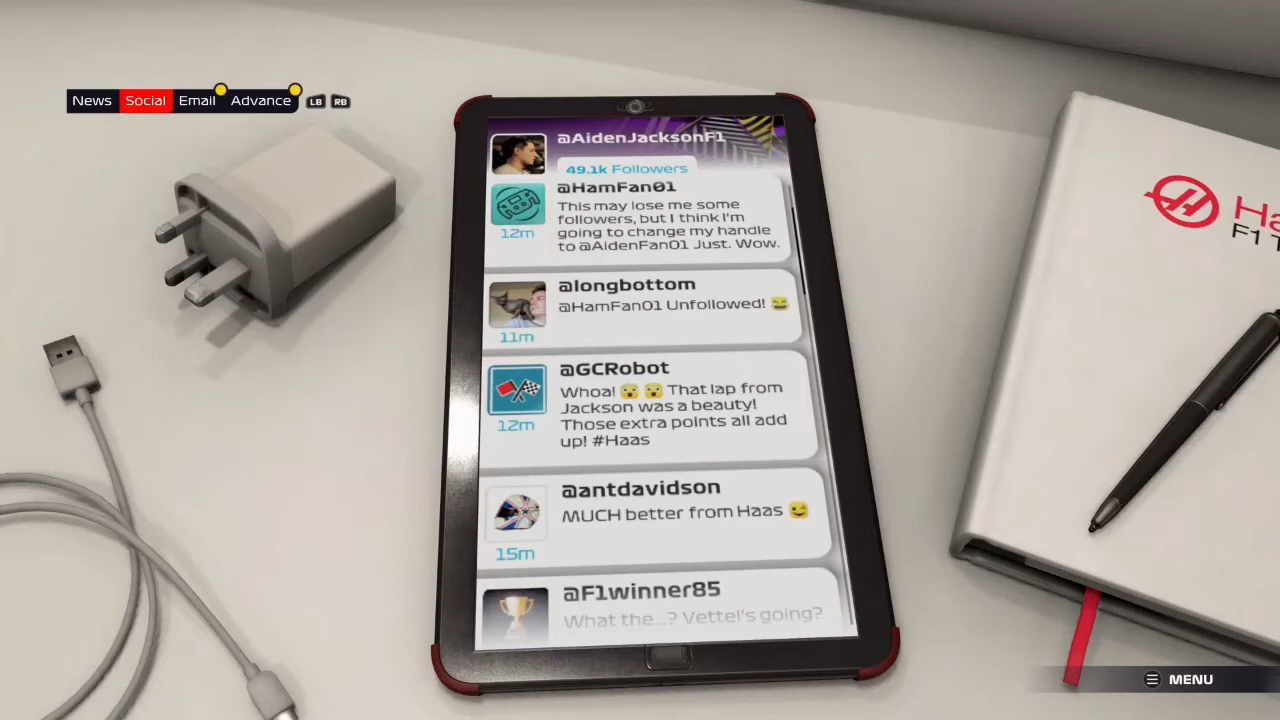 News Social Email Advance LB RB
@AidenJacksonF1
49.1k Followers
@HamFan01
This may lose me some
followers, but I think I'm
going to change my handle
to @AidenFan01 Just. Wow.
12m
@longbottom
@HamFan01 Unfollowed! 😆
11m
@GCRobot
Whoa! 😲 😲 That lap from
Jackson was a beauty!
Those extra points all add
up! #Haas
12m
@antdavidson
MUCH better from Haas 😆
15m
@F1winner85
What the...? Vettel's going?
F1
MENU